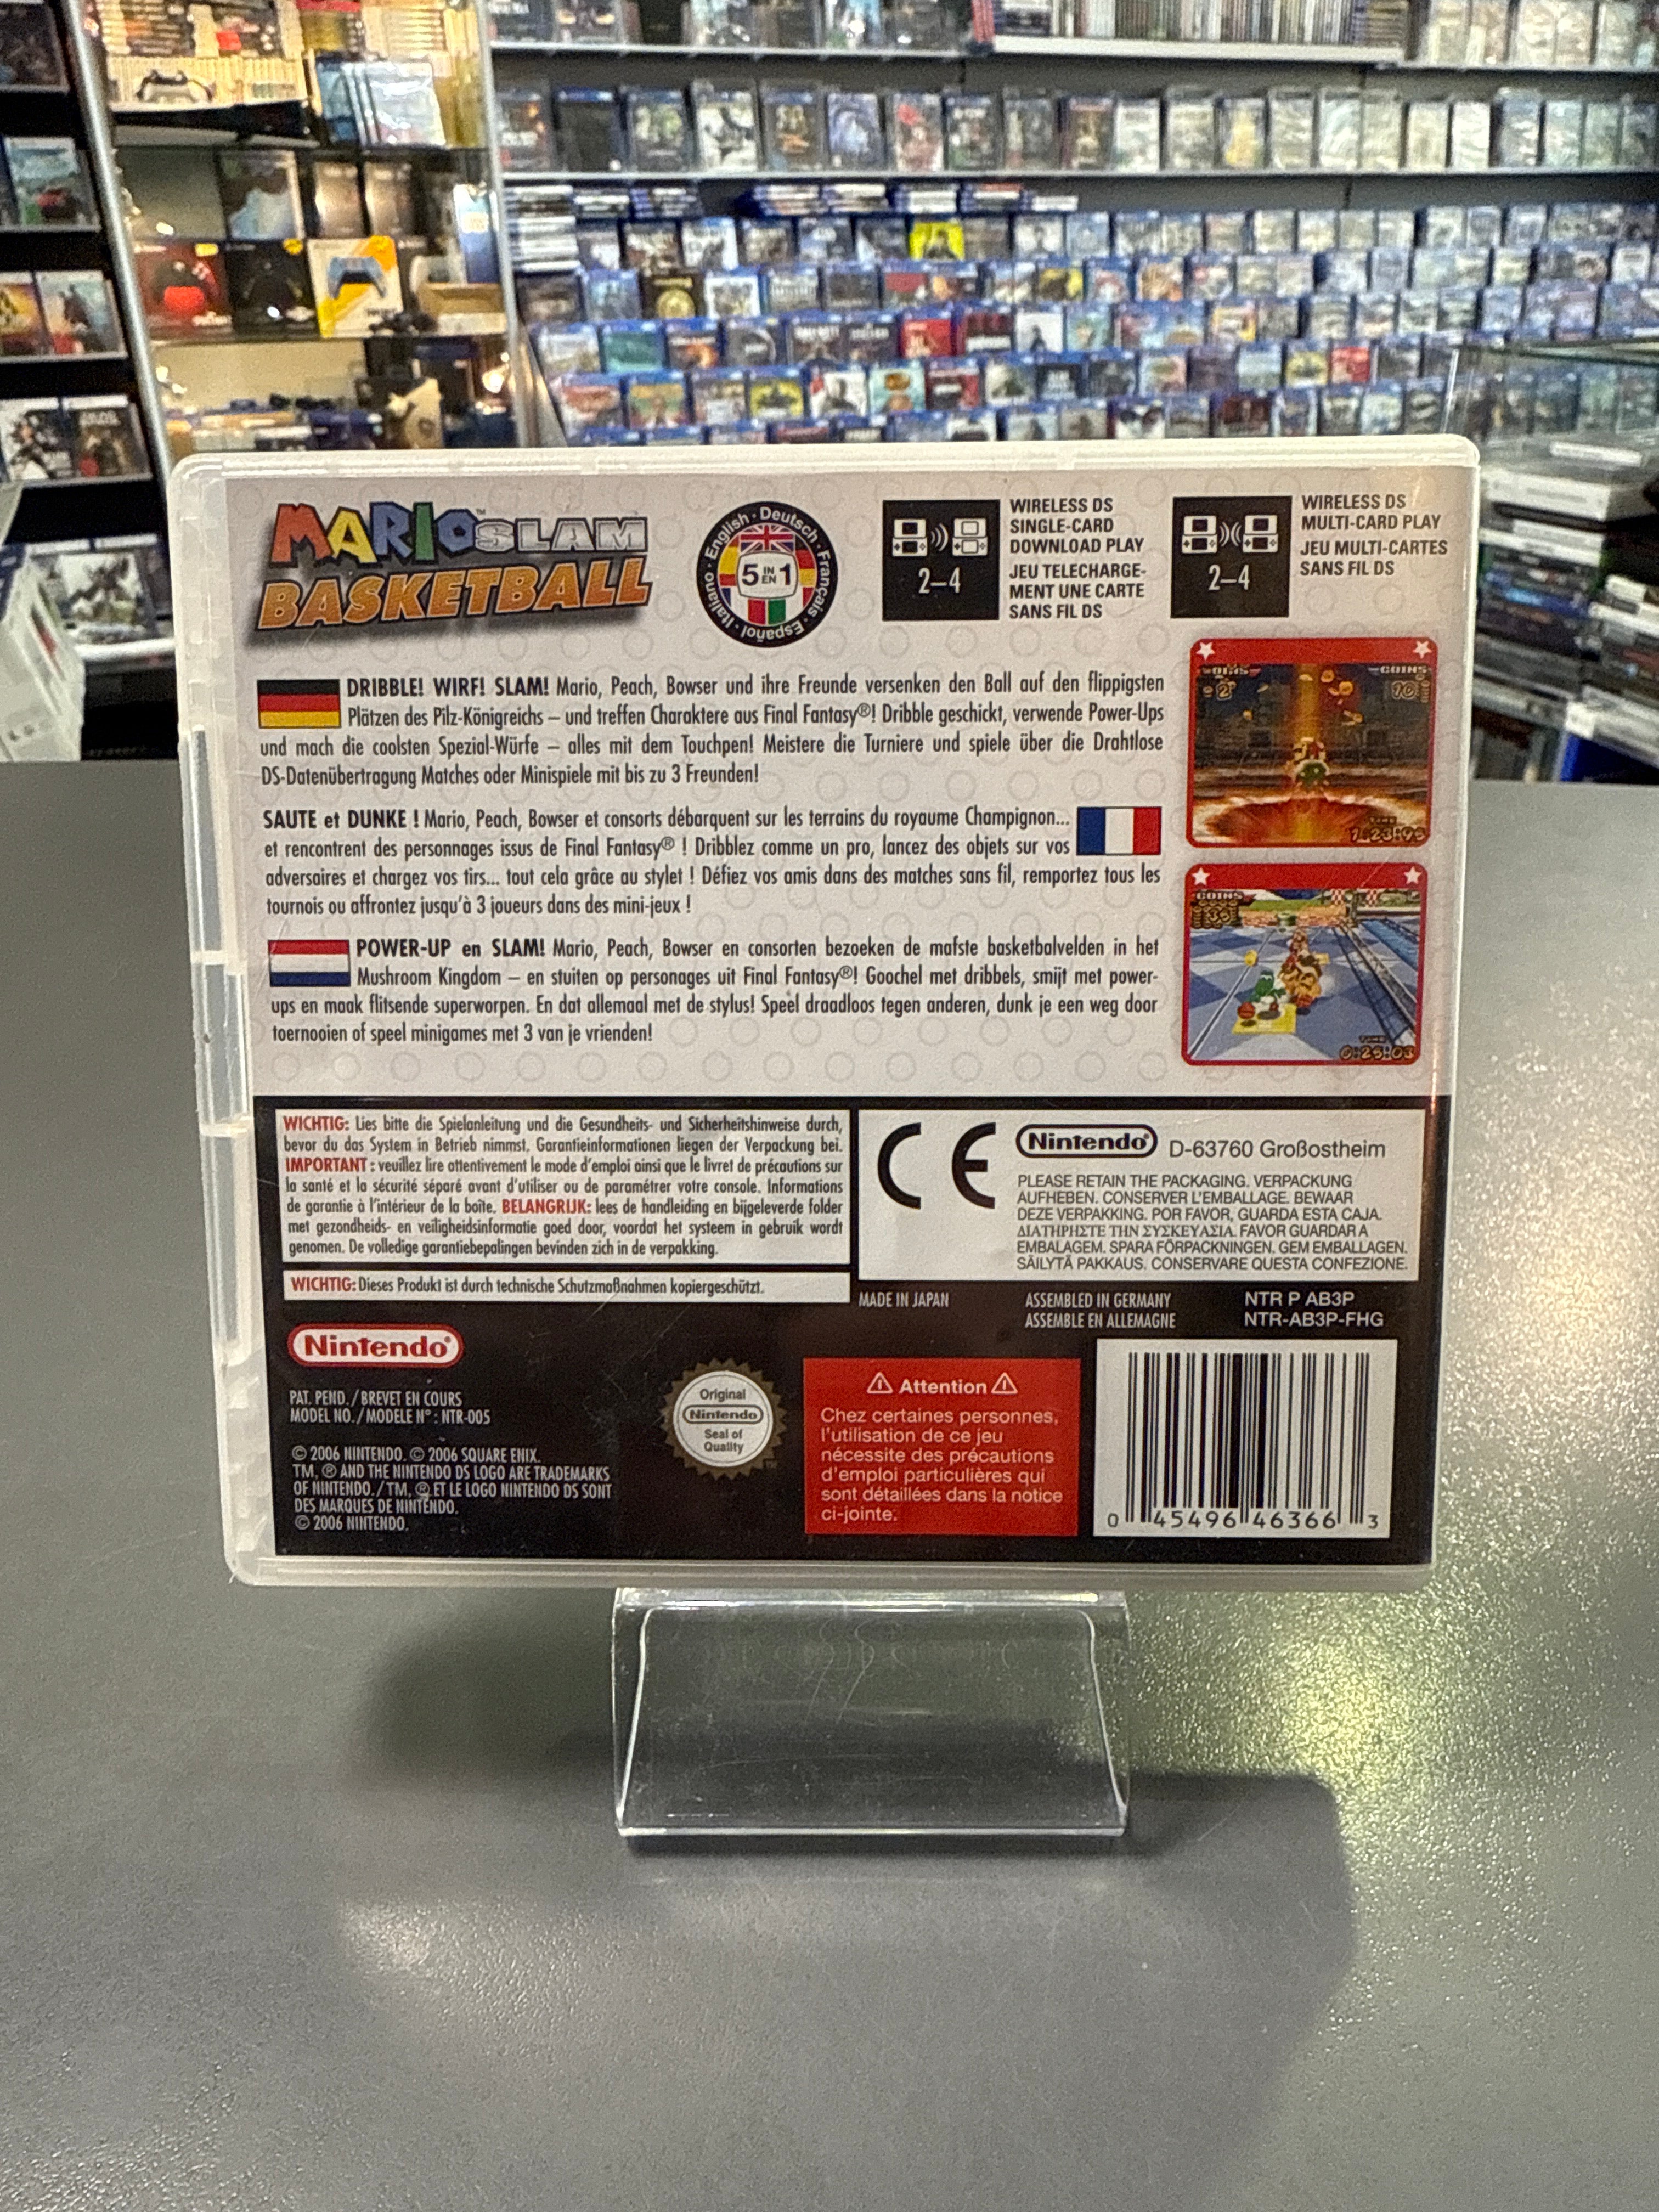 MARIO™ SLAM
BASKETBALL
English · Deutsch · Français · Español · Italiano
5 IN EN 1
2–4
WIRELESS DS
SINGLE-CARD
DOWNLOAD PLAY
JEU TELECHARGE-
MENT UNE CARTE
SANS FIL DS
2–4
WIRELESS DS
MULTI-CARD PLAY
JEU MULTI-CARTES
SANS FIL DS
DRIBBLE! WIRF! SLAM! Mario, Peach, Bowser und ihre Freunde versenken den Ball auf den flippigsten
Plätzen des Pilz-Königreichs – und treffen Charaktere aus Final Fantasy®! Dribble geschickt, verwende Power-Ups
und mach die coolsten Spezial-Würfe – alles mit dem Touchpen! Meistere die Turniere und spiele über die Drahtlose
DS-Datenübertragung Matches oder Minispiele mit bis zu 3 Freunden!
SAUTE et DUNKE ! Mario, Peach, Bowser et consorts débarquent sur les terrains du royaume Champignon...
et rencontrent des personnages issus de Final Fantasy® ! Dribblez comme un pro, lancez des objets sur vos
adversaires et chargez vos tirs... tout cela grâce au stylet ! Défiez vos amis dans des matches sans fil, remportez tous les
tournois ou affrontez jusqu'à 3 joueurs dans des mini-jeux !
POWER-UP en SLAM! Mario, Peach, Bowser en consorten bezoeken de mafste basketbalvelden in het
Mushroom Kingdom – en stuiten op personages uit Final Fantasy®! Goochel met dribbels, smijt met power-
ups en maak flitsende superworpen. En dat allemaal met de stylus! Speel draadloos tegen anderen, dunk je een weg door
toernooien of speel minigames met 3 van je vrienden!
COINS
10
TIME
1:23:93
COINS
35
TIME
0:25:03
WICHTIG: Lies bitte die Spielanleitung und die Gesundheits- und Sicherheitshinweise durch,
bevor du das System in Betrieb nimmst. Garantieinformationen liegen der Verpackung bei.
IMPORTANT : veuillez lire attentivement le mode d'emploi ainsi que le livret de précautions sur
la santé et la sécurité séparé avant d'utiliser ou de paramétrer votre console. Informations
de garantie à l'intérieur de la boîte. BELANGRIJK: lees de handleiding en bijgeleverde folder
met gezondheids- en veiligheidsinformatie goed door, voordat het systeem in gebruik wordt
genomen. De volledige garantiebepalingen bevinden zich in de verpakking.
WICHTIG: Dieses Produkt ist durch technische Schutzmaßnahmen kopiergeschützt.
CE
Nintendo® D-63760 Großostheim
PLEASE RETAIN THE PACKAGING. VERPACKUNG
AUFHEBEN. CONSERVER L'EMBALLAGE. BEWAAR
DEZE VERPAKKING. POR FAVOR, GUARDA ESTA CAJA.
ΔΙΑΤΗΡΗΣΤΕ ΤΗΝ ΣΥΣΚΕΥΑΣΙΑ. FAVOR GUARDAR A
EMBALAGEM. SPARA FÖRPACKNINGEN. GEM EMBALLAGEN.
SÄILYTÄ PAKKAUS. CONSERVARE QUESTA CONFEZIONE.
MADE IN JAPAN
ASSEMBLED IN GERMANY
ASSEMBLE EN ALLEMAGNE
NTR P AB3P
NTR-AB3P-FHG
Nintendo®
PAT. PEND. / BREVET EN COURS
MODEL NO. / MODELE N° : NTR-005
© 2006 NINTENDO. © 2006 SQUARE ENIX.
TM, ® AND THE NINTENDO DS LOGO ARE TRADEMARKS
OF NINTENDO. / TM, ® ET LE LOGO NINTENDO DS SONT
DES MARQUES DE NINTENDO.
© 2006 NINTENDO.
Original
Nintendo
Seal of
Quality
Attention
Chez certaines personnes,
l'utilisation de ce jeu
nécessite des précautions
d'emploi particulières qui
sont détaillées dans la notice
ci-jointe.
0 45496 46366 3